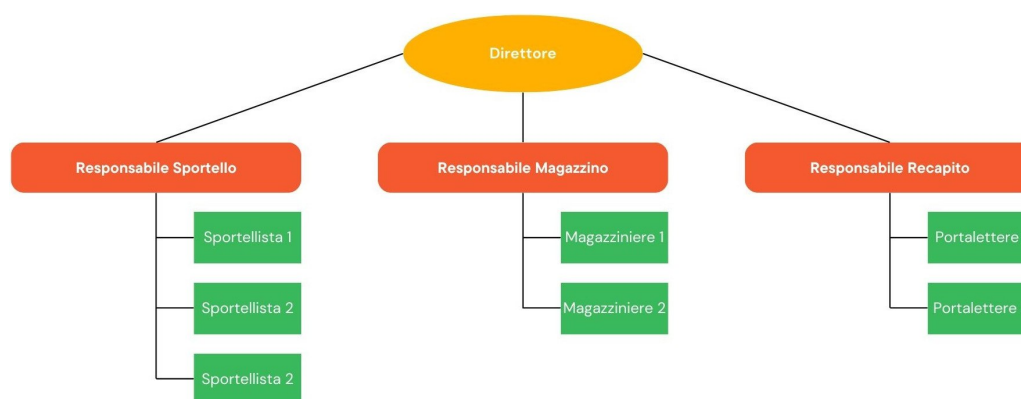 Direttore
Responsabile Sportello
Responsabile Magazzino
Responsabile Recapito
Sportellista 1
Magazziniere 1
Portalettere
Sportellista 2
Magazziniere 2
Portalettere
Sportellista 2